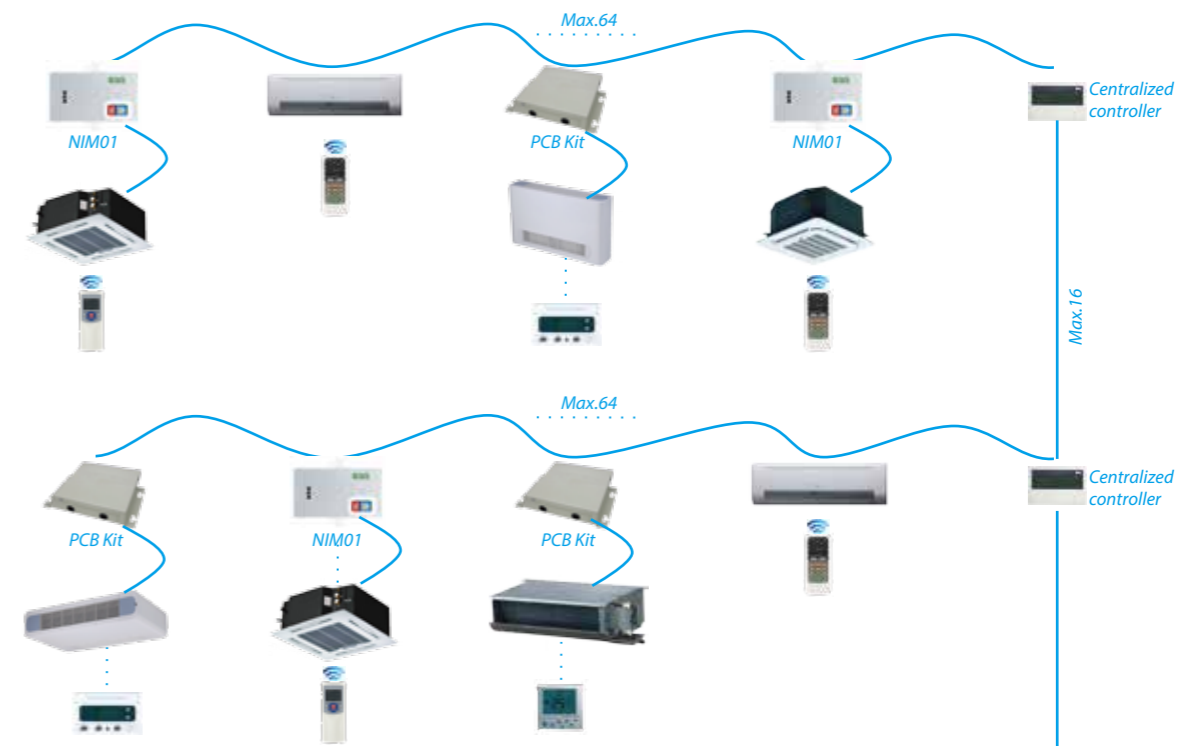 Max.64
Centralized
controller
NIM01
PCB Kit
NIM01
Max.16
Max.64
Centralized
controller
PCB Kit
NIM01
PCB Kit